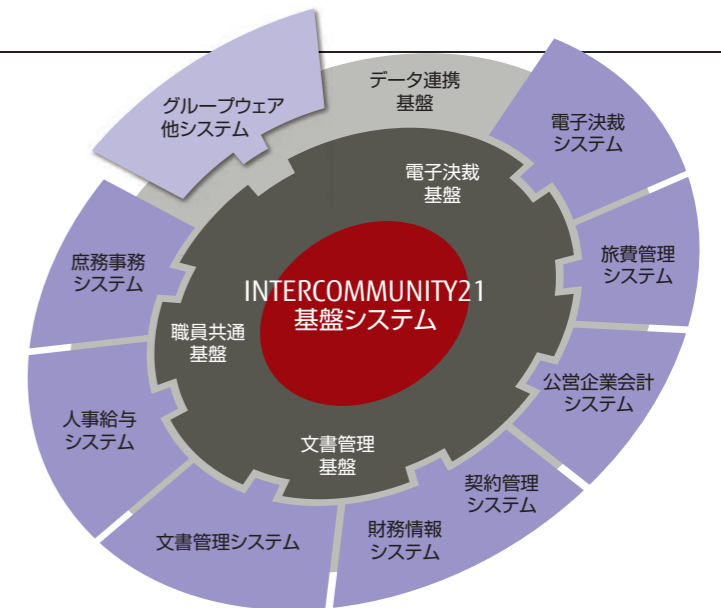 データ連携
基盤
グループウェア
他システム
電子決裁
システム
電子決裁
基盤
旅費管理
システム
庶務事務
システム
INTERCOMMUNITY21
基盤システム
職員共通
基盤
公営企業会計
システム
人事給与
システム
文書管理
基盤
契約管理
システム
財務情報
システム
文書管理システム